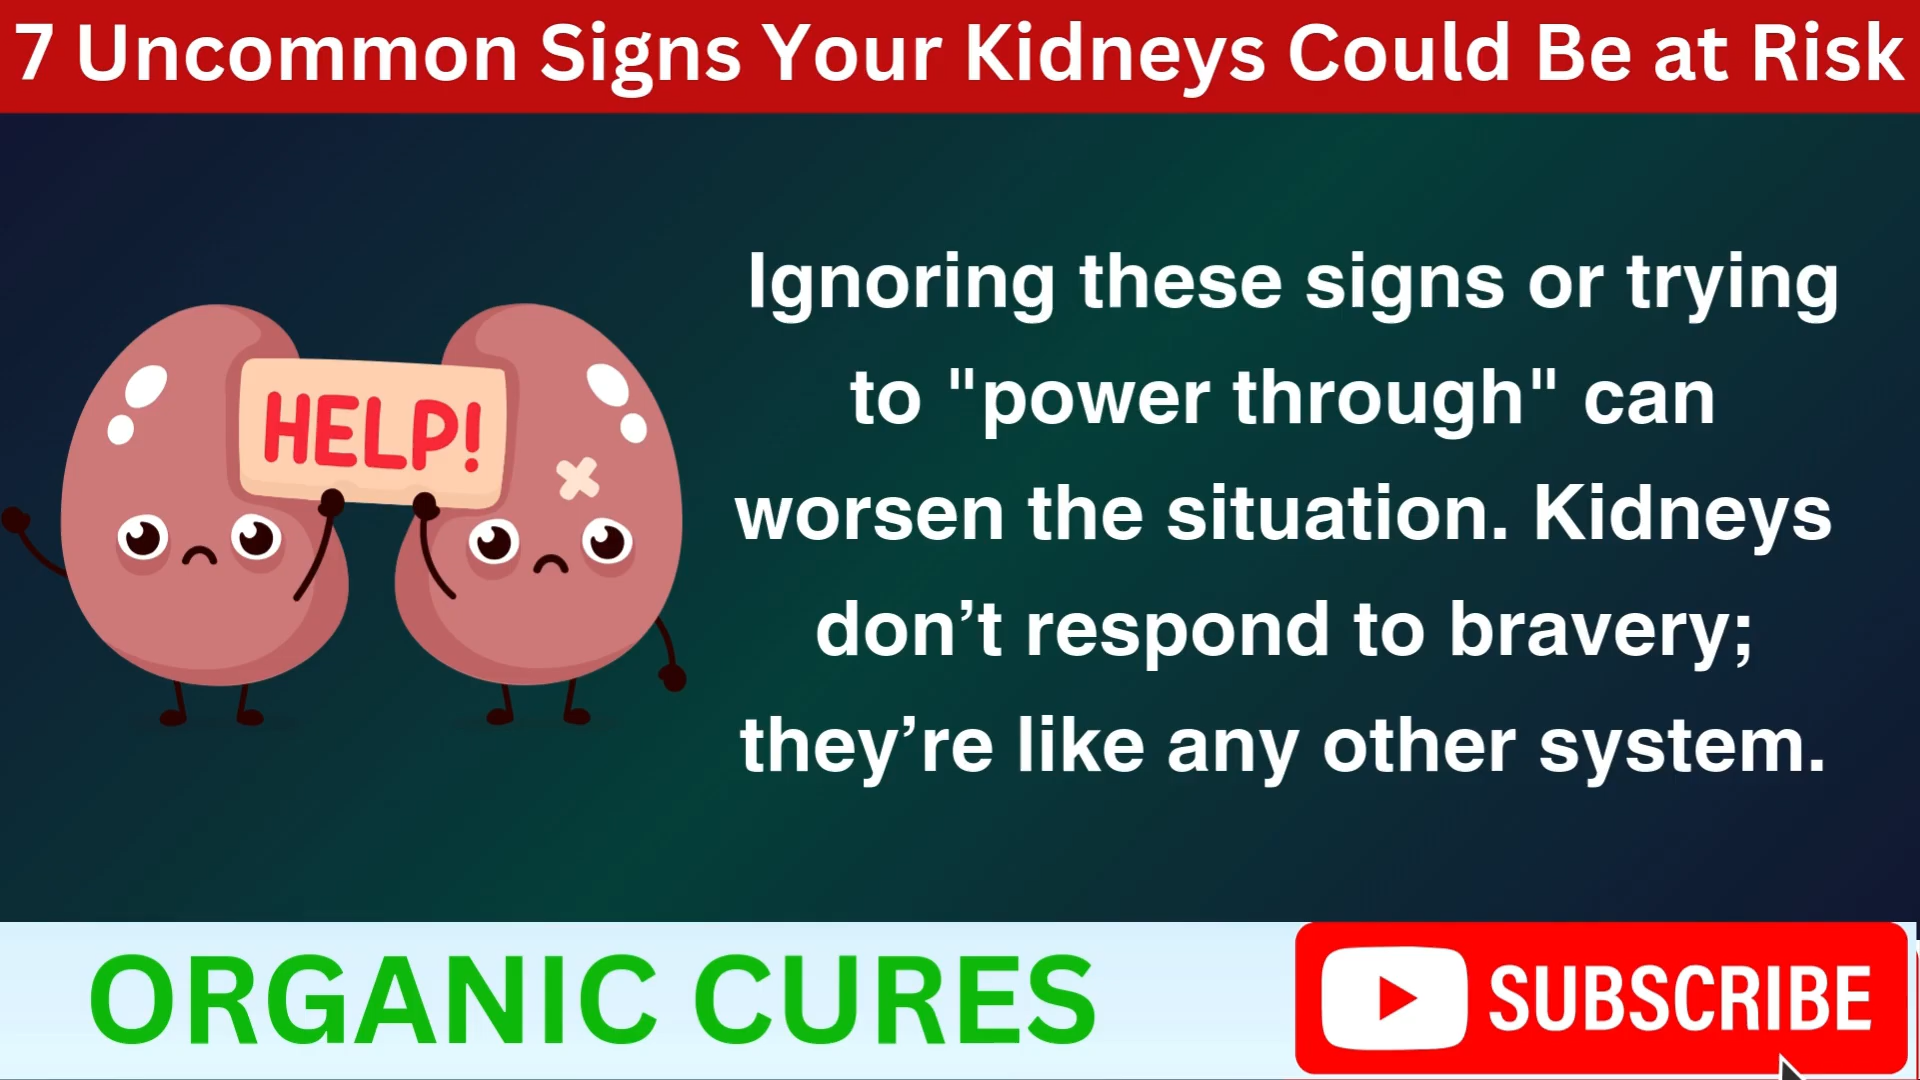 7 Uncommon Signs Your Kidneys Could Be at Risk
HELP!
Ignoring these signs or trying
to "power through" can
worsen the situation. Kidneys
don’t respond to bravery;
they’re like any other system.
ORGANIC CURES
SUBSCRIBE